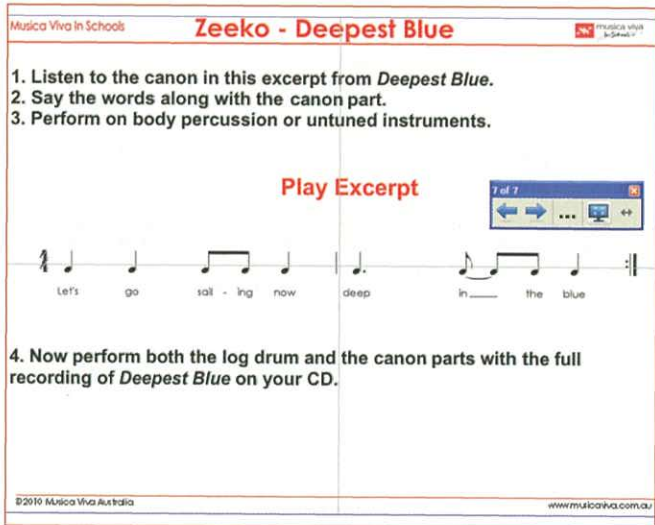 Musica Viva In Schools
Zeeko - Deepest Blue
musica viva
In Schools
1. Listen to the canon in this excerpt from Deepest Blue.
2. Say the words along with the canon part.
3. Perform on body percussion or untuned instruments.
Play Excerpt
7 of 7
Let's go sail - ing now deep in___ the blue
4. Now perform both the log drum and the canon parts with the full
recording of Deepest Blue on your CD.
©2010 Musica Viva Australia
www.musicaviva.com.au